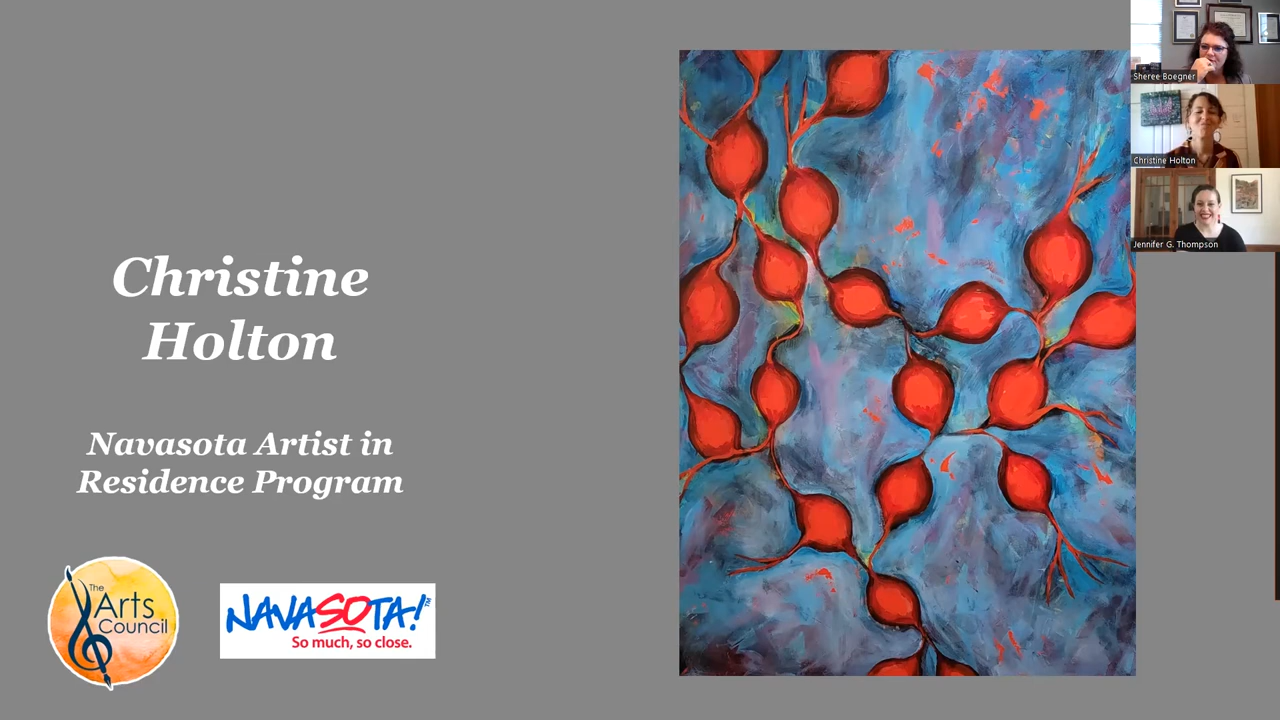 Christine
Holton
Navasota Artist in
Residence Program
The
Arts
Council
NAVASOTA!™
So much, so close.
Sheree Boegner
Christine Holton
Jennifer G. Thompson